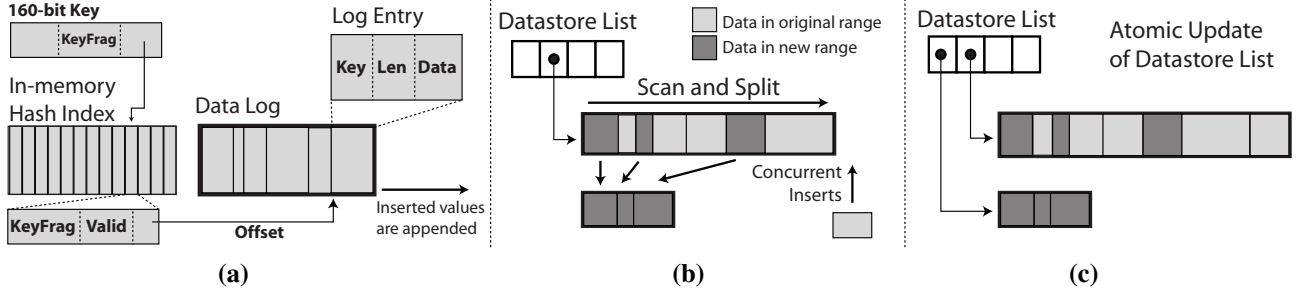 160-bit Key
KeyFrag
Log Entry
Key Len Data
In-memory
Hash Index
Data Log
KeyFrag Valid
Offset
Inserted values
are appended
(a)
Datastore List
Data in original range
Data in new range
Scan and Split
Concurrent
Inserts
(b)
Datastore List
Atomic Update
of Datastore List
(c)